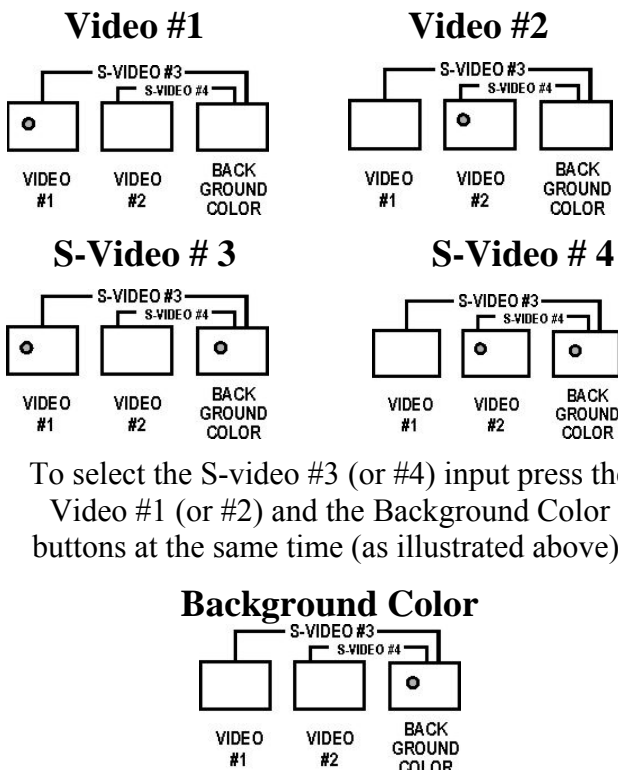 Video #1
S-VIDEO #3
S-VIDEO #4
VIDEO
#1
VIDEO
#2
BACK
GROUND
COLOR
Video #2
S-VIDEO #3
S-VIDEO #4
VIDEO
#1
VIDEO
#2
BACK
GROUND
COLOR
S-Video # 3
S-VIDEO #3
S-VIDEO #4
VIDEO
#1
VIDEO
#2
BACK
GROUND
COLOR
S-Video # 4
S-VIDEO #3
S-VIDEO #4
VIDEO
#1
VIDEO
#2
BACK
GROUND
COLOR
To select the S-video #3 (or #4) input press the
Video #1 (or #2) and the Background Color
buttons at the same time (as illustrated above)
Background Color
S-VIDEO #3
S-VIDEO #4
VIDEO
#1
VIDEO
#2
BACK
GROUND
COLOR